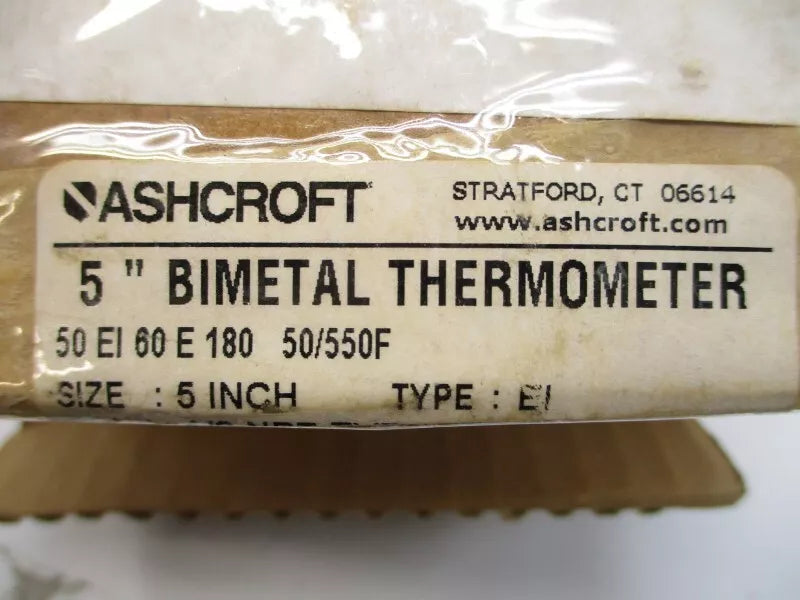 ASHCROFT
STRATFORD, CT 06614
www.ashcroft.com
5 " BIMETAL THERMOMETER
50 EI 60 E 180 50/550F
SIZE : 5 INCH TYPE : EI